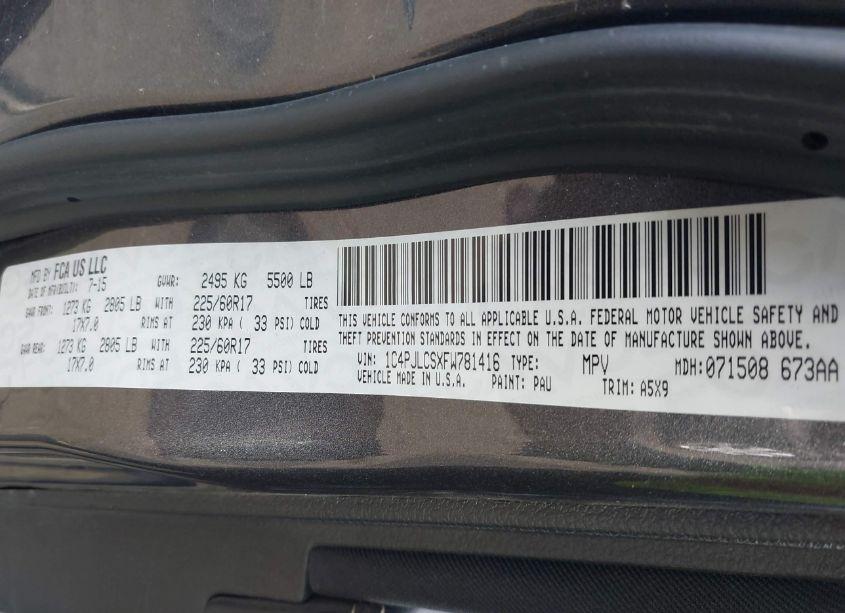 MFD BY FCA US LLC
DATE OF MFR(BUILT): 7-15
GVWR: 2495 KG 5500 LB
GAWR FRONT: 1273 KG 2805 LB WITH 225/60R17 TIRES
17X7.0 RIMS AT 230 KPA ( 33 PSI) COLD
GAWR REAR: 1273 KG 2805 LB WITH 225/60R17 TIRES
17X7.0 RIMS AT 230 KPA ( 33 PSI) COLD
THIS VEHICLE CONFORMS TO ALL APPLICABLE U.S.A. FEDERAL MOTOR VEHICLE SAFETY AND
THEFT PREVENTION STANDARDS IN EFFECT ON THE DATE OF MANUFACTURE SHOWN ABOVE.
VIN: 1C4PJLCSXFW781416 TYPE: MPV MDH:071508 673AA
VEHICLE MADE IN U.S.A. PAINT: PAU TRIM: A5X9